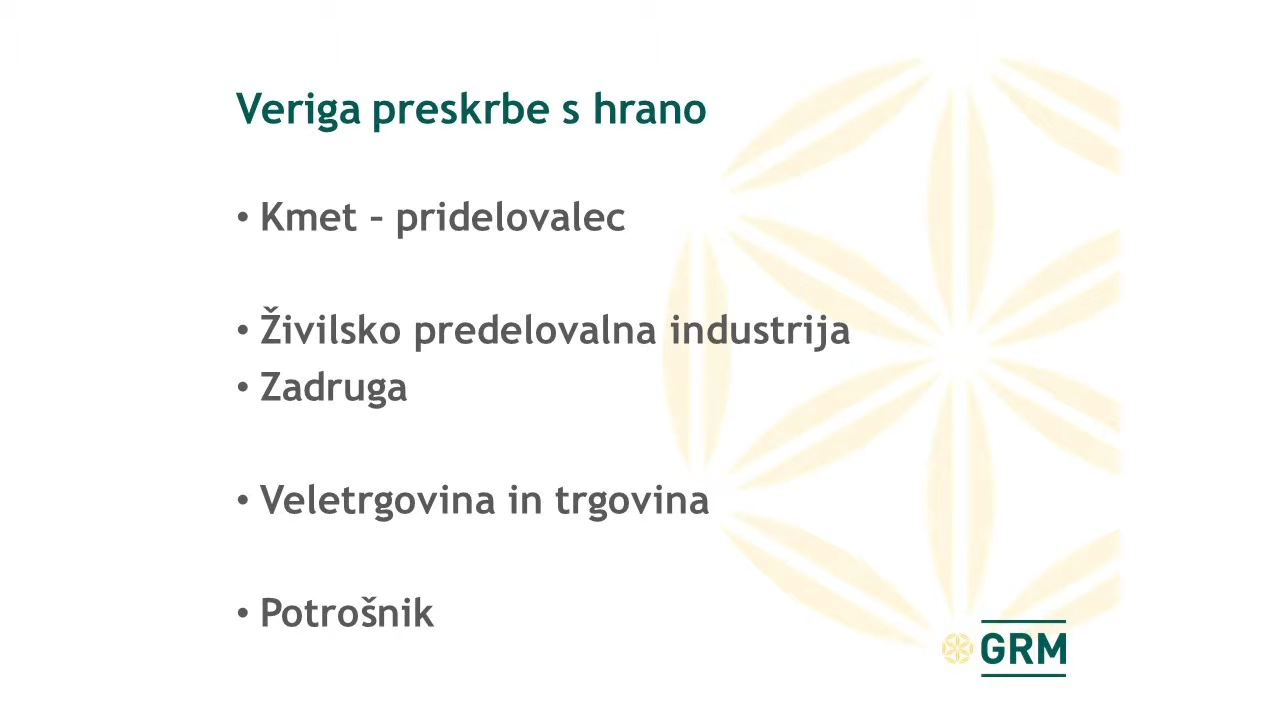 Veriga preskrbe s hrano
• Kmet – pridelovalec
• Živilsko predelovalna industrija
• Zadruga
• Veletrgovina in trgovina
• Potrošnik
GRM